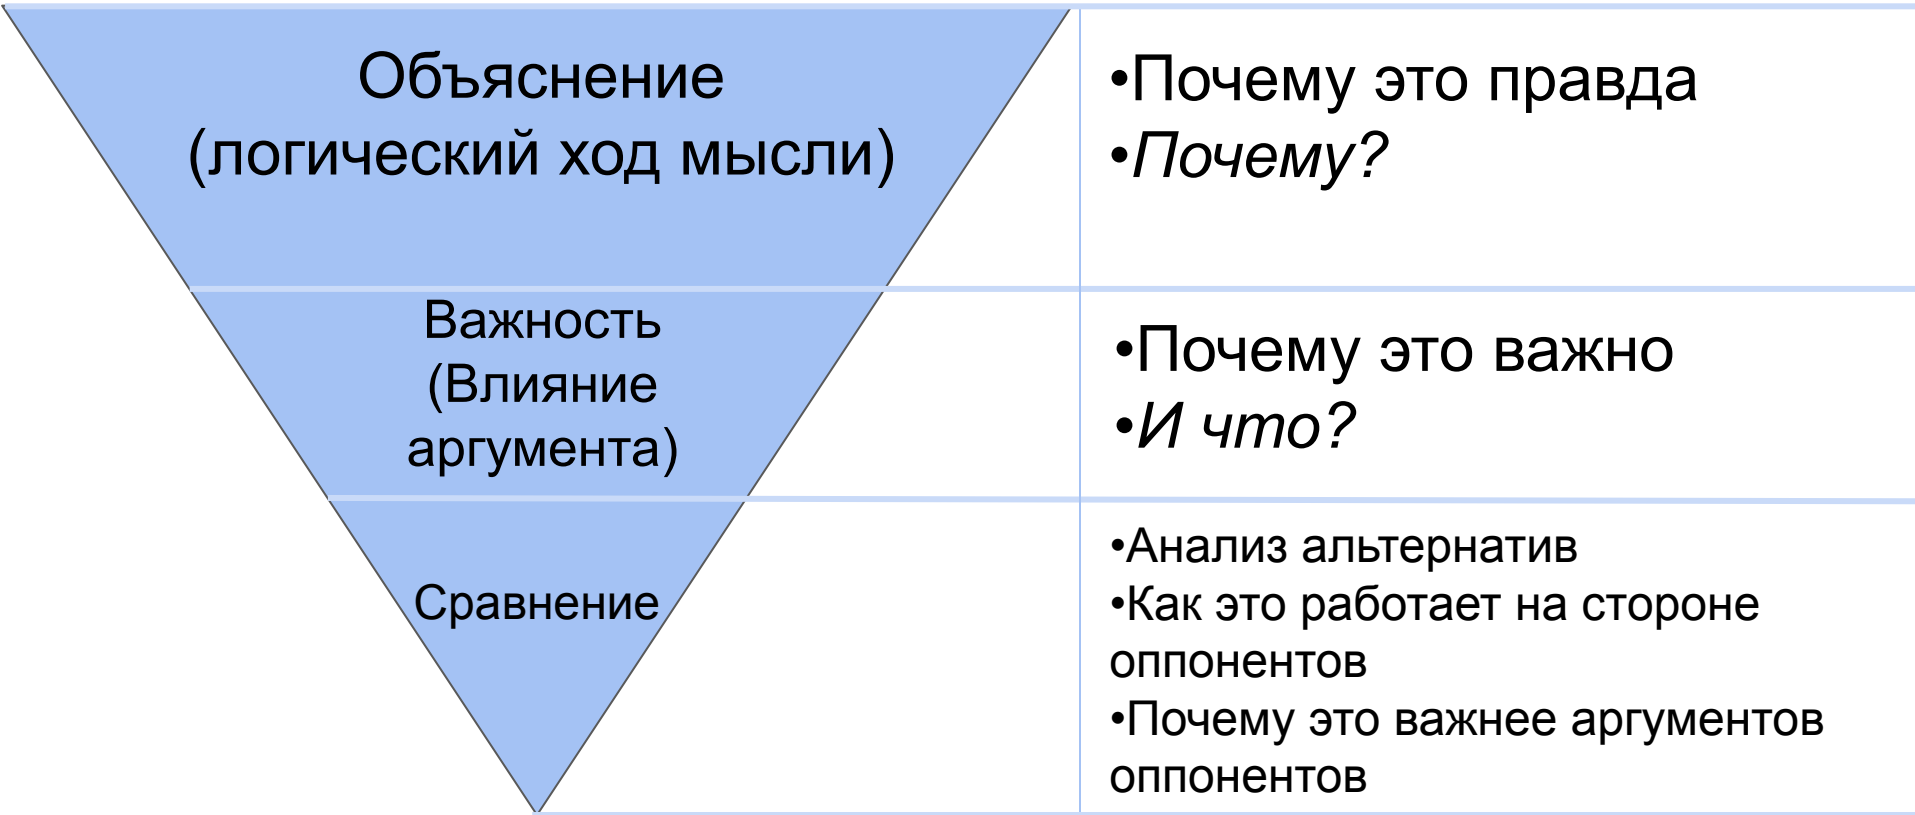 Объяснение
(логический ход мысли)
•Почему это правда
•Почему?
Важность
(Влияние
аргумента)
•Почему это важно
•И что?
Сравнение
•Анализ альтернатив
•Как это работает на стороне
оппонентов
•Почему это важнее аргументов
оппонентов